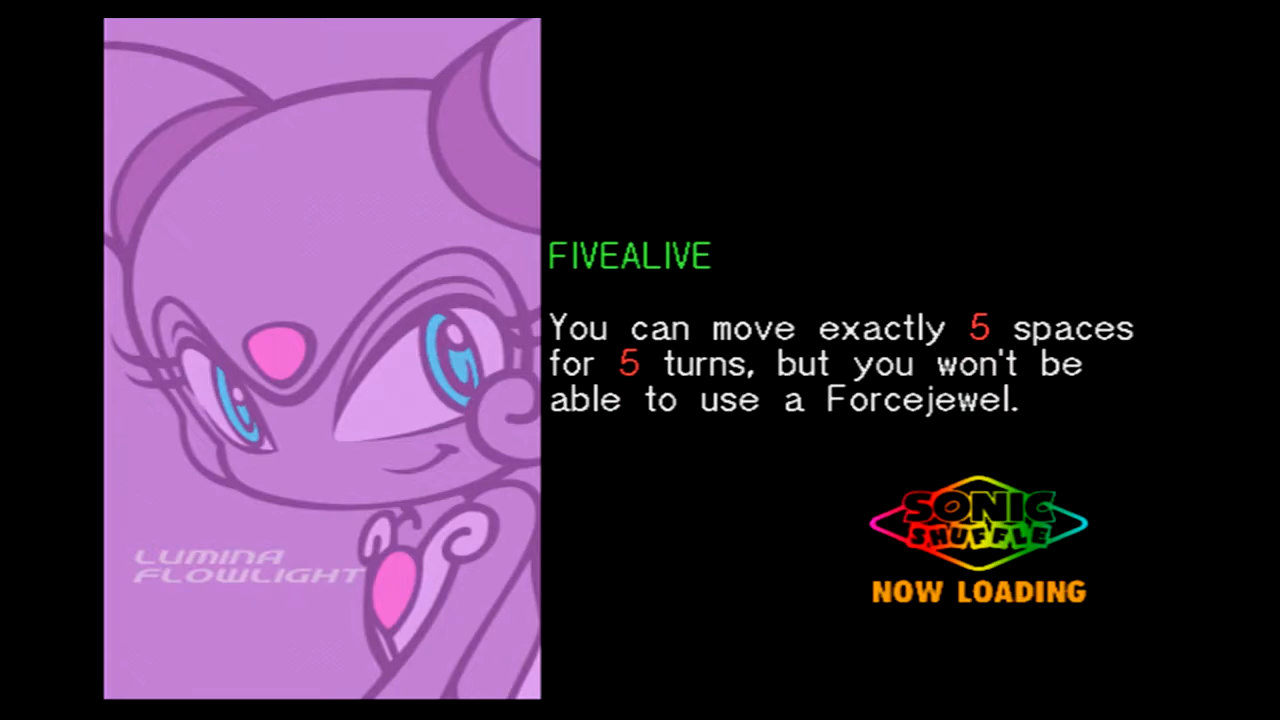 FIVEALIVE
You can move exactly 5 spaces
for 5 turns, but you won't be
able to use a Forcejewel.
LUMINA
FLOWLIGHT
SONIC
SHUFFLE
NOW LOADING